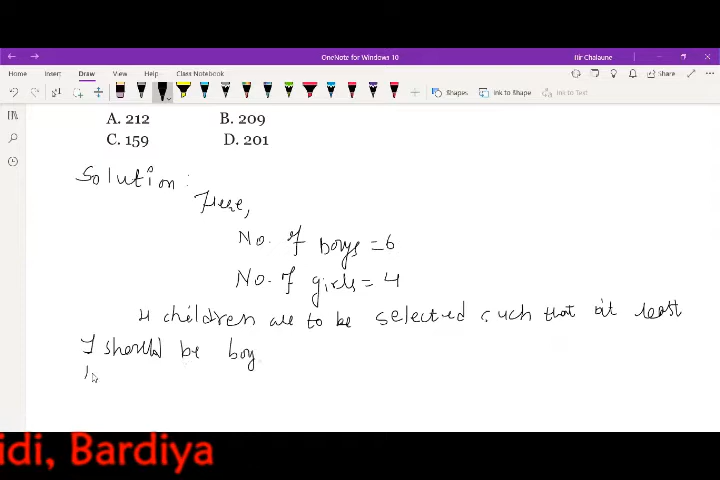 OneNote for Windows 10
Bir Chalaune
Home Insert Draw View Help Class Notebook
Share
Shapes Ink to Shape Ink to Text
A. 212 B. 209
C. 159 D. 201
Solution:
Here,
No. of boys = 6
No. of girls = 4
4 children are to be selected such that at least
1 should be boy
idi, Bardiya